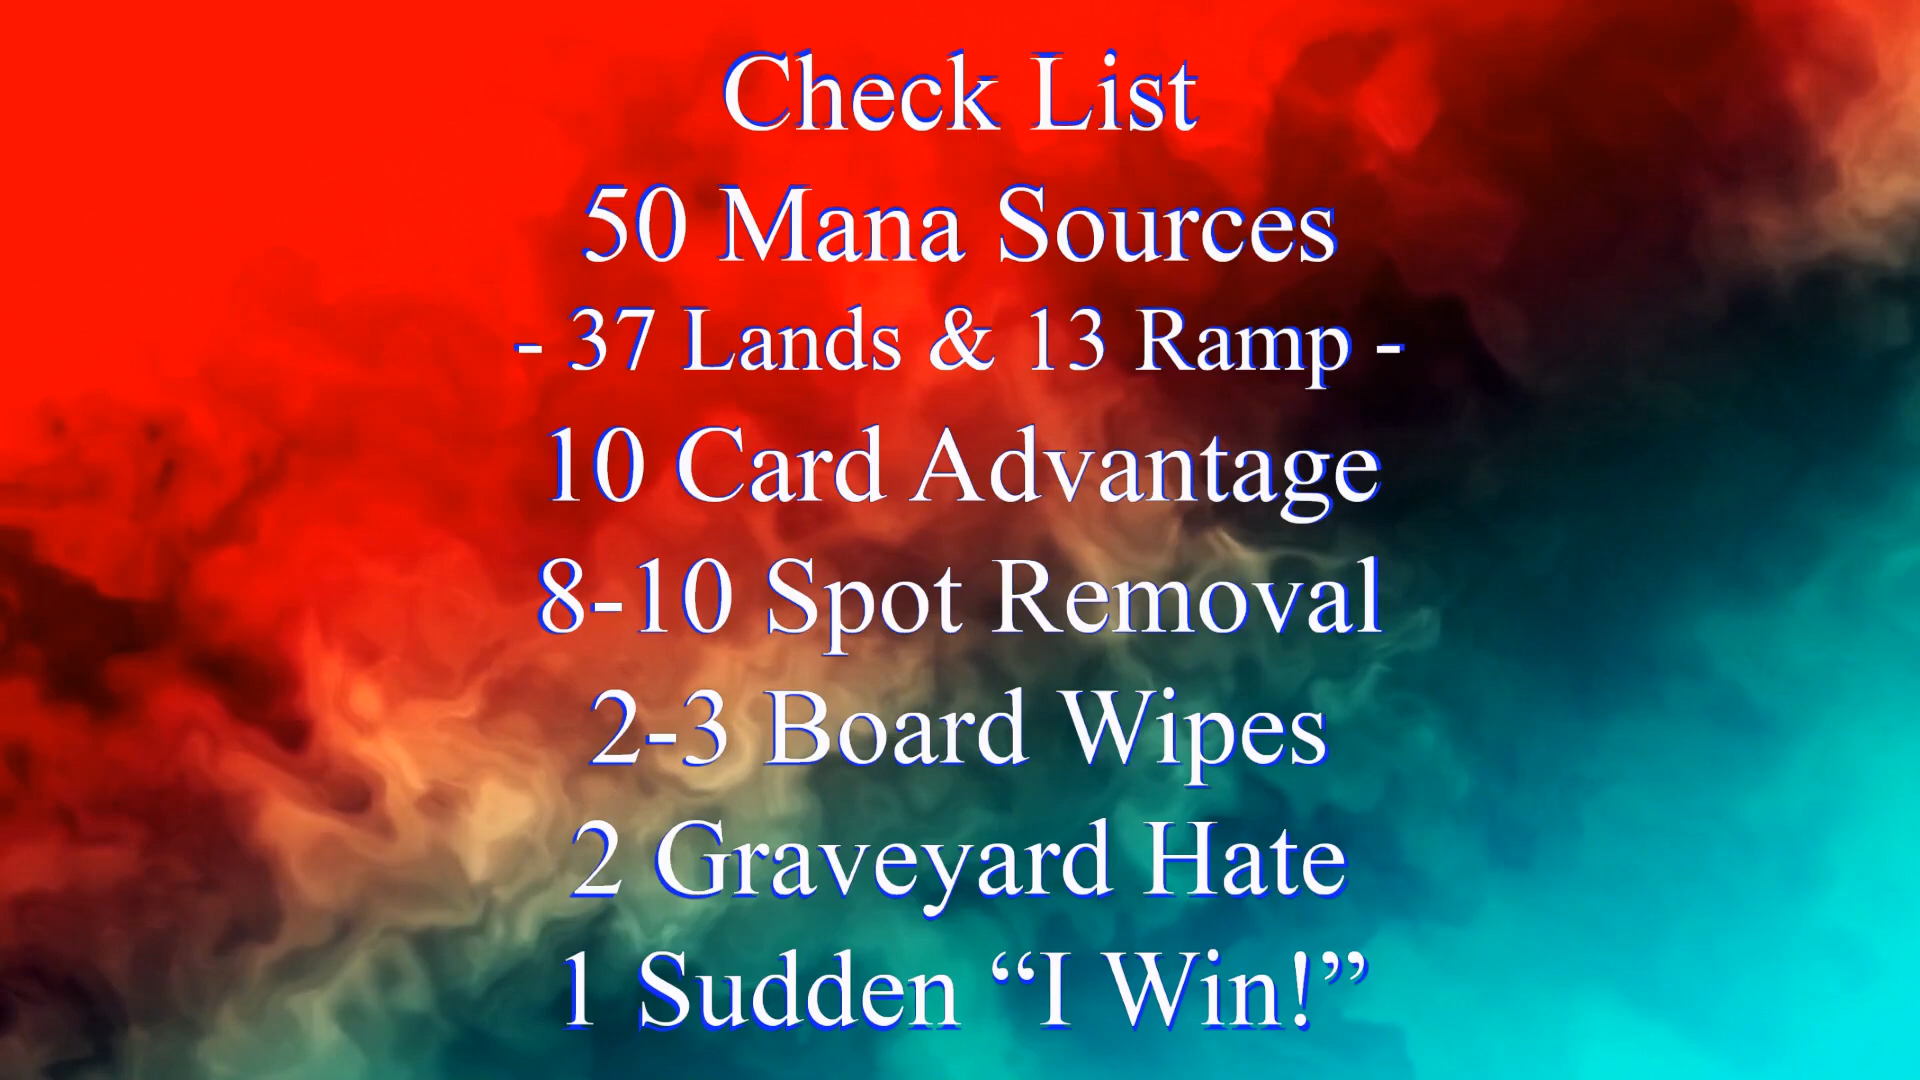 Check List
50 Mana Sources
- 37 Lands & 13 Ramp -
10 Card Advantage
8-10 Spot Removal
2-3 Board Wipes
2 Graveyard Hate
1 Sudden “I Win!”